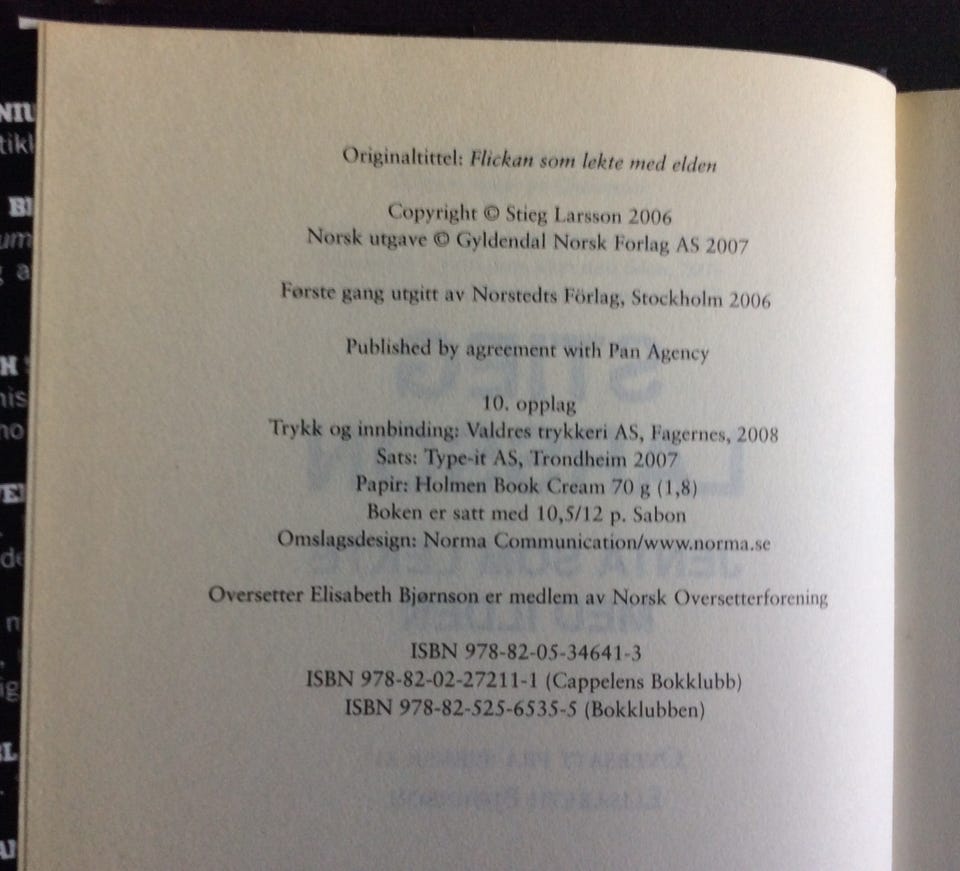 Originaltittel: Flickan som lekte med elden
Copyright © Stieg Larsson 2006
Norsk utgave © Gyldendal Norsk Forlag AS 2007
Første gang utgitt av Norstedts Förlag, Stockholm 2006
Published by agreement with Pan Agency
10. opplag
Trykk og innbinding: Valdres trykkeri AS, Fagernes, 2008
Sats: Type-it AS, Trondheim 2007
Papir: Holmen Book Cream 70 g (1,8)
Boken er satt med 10,5/12 p. Sabon
Omslagsdesign: Norma Communication/www.norma.se
Oversetter Elisabeth Bjørnson er medlem av Norsk Oversetterforening
ISBN 978-82-05-34641-3
ISBN 978-82-02-27211-1 (Cappelens Bokklubb)
ISBN 978-82-525-6535-5 (Bokklubben)